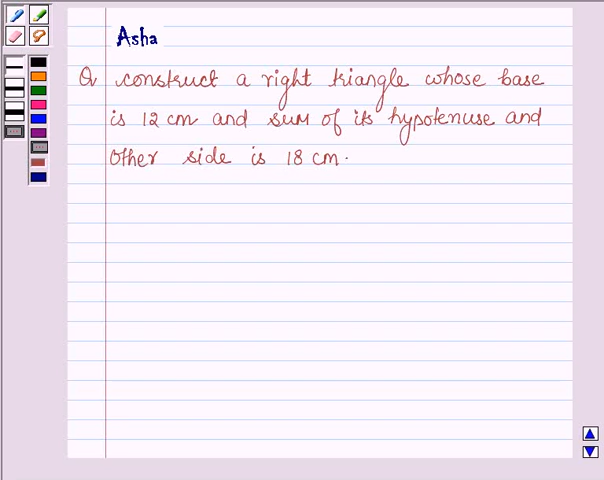 Asha
Q construct a right triangle whose base
is 12 cm and sum of its hypotenuse and
other side is 18 cm.